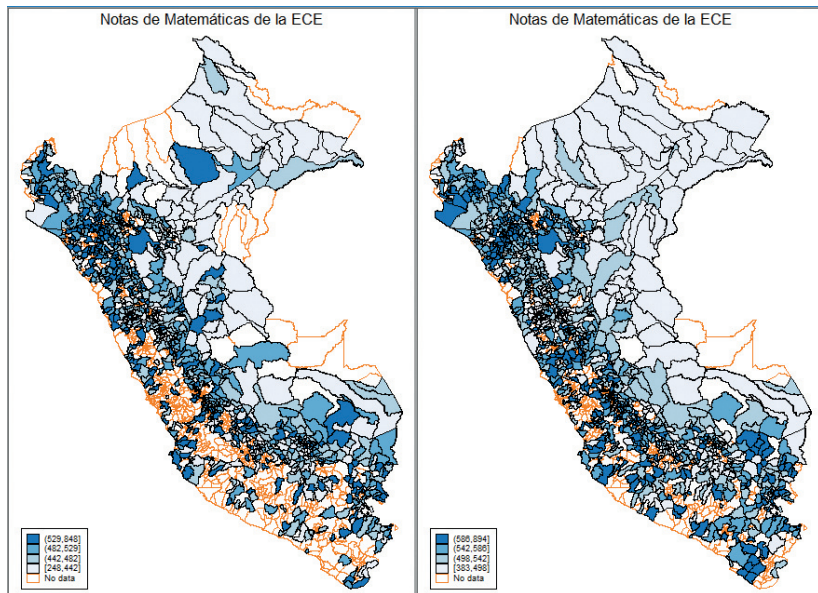 Notas de Matemáticas de la ECE
(529,848]
(482,529]
(442,482]
[248,442]
No data
Notas de Matemáticas de la ECE
(586,894]
(542,586]
(498,542]
[383,498]
No data